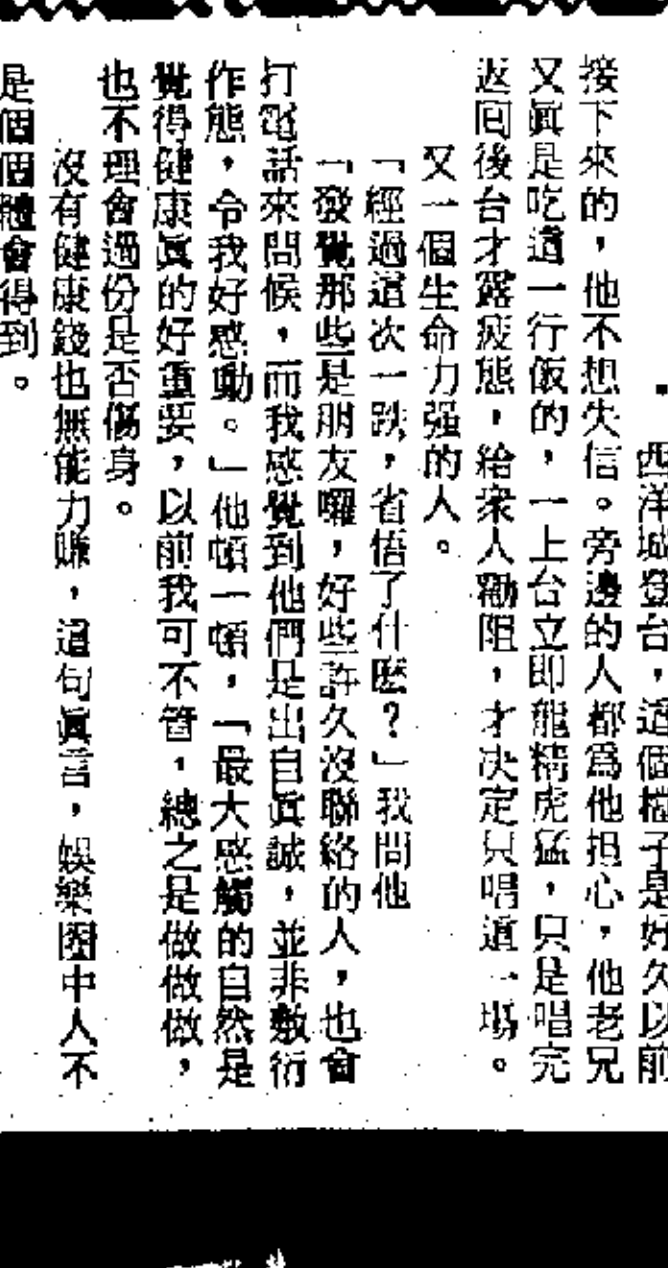 西洋城登台，這個檔子是好久以前
接下來的，他不想失信。旁邊的人都爲他担心，他老兄
又眞是吃這一行飯的，一上台立即龍精虎猛，只是唱完
返囘後台才露疲態，給衆人勸阻，才决定只唱這一場。
又一個生命力强的人。
「經過這次一跌，省悟了什麽？」我問他
「發覺那些是朋友囉，好些許久沒聯絡的人，也會
打電話來問候，而我感覺到他們是出自眞誠，並非敷衍
作態，令我好感動。」他頓一頓，「最大感觸的自然是
覺得健康眞的好重要，以前我可不管，總之是做做做，
也不理會過份是否傷身。
沒有健康錢也無能力賺，這句眞言，娛樂圈中人不
是個個體會得到。